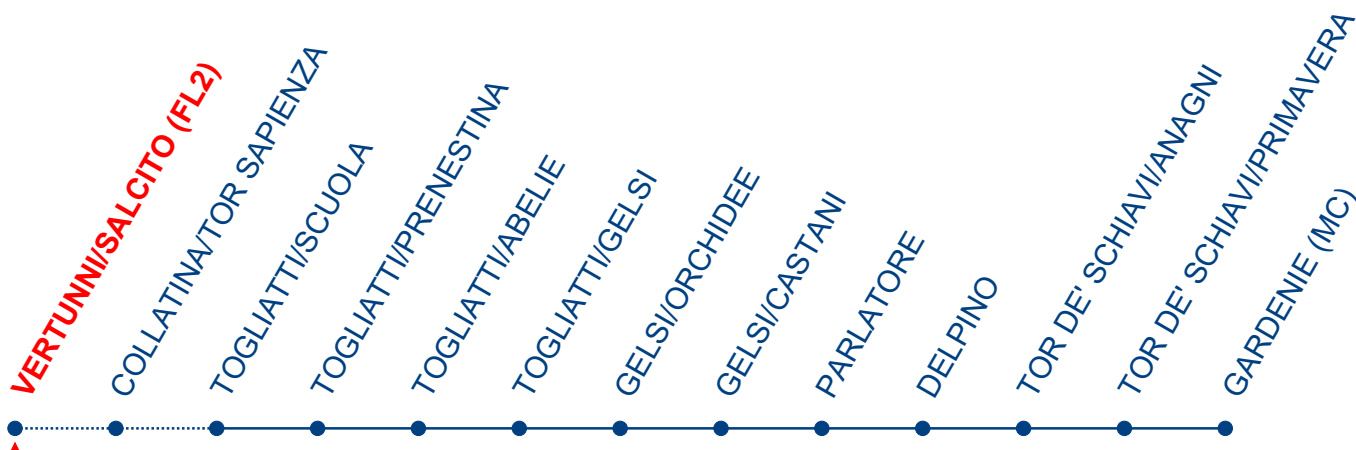 VERTUNNI/SALCITO (FL2)
COLLATINA/TOR SAPIENZA
TOGLIATTI/SCUOLA
TOGLIATTI/PRENESTINA
TOGLIATTI/ABELIE
TOGLIATTI/GELSI
GELSI/ORCHIDEE
GELSI/CASTANI
PARLATORE
DELPINO
TOR DE' SCHIAVI/ANAGNI
TOR DE' SCHIAVI/PRIMAVERA
GARDENIE (MC)